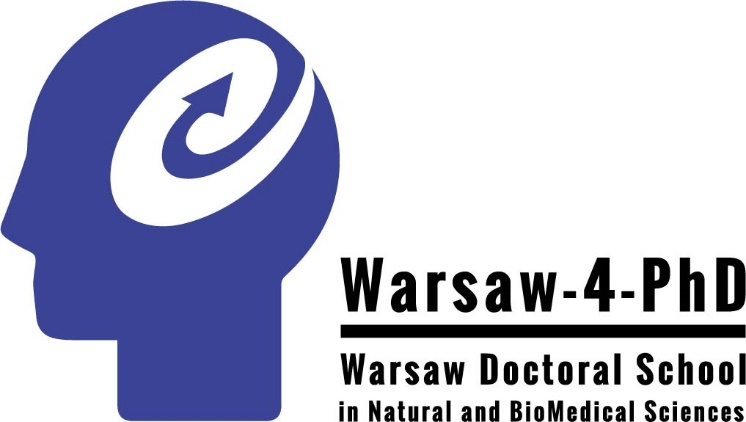 Warsaw-4-PhD
Warsaw Doctoral School
in Natural and BioMedical Sciences